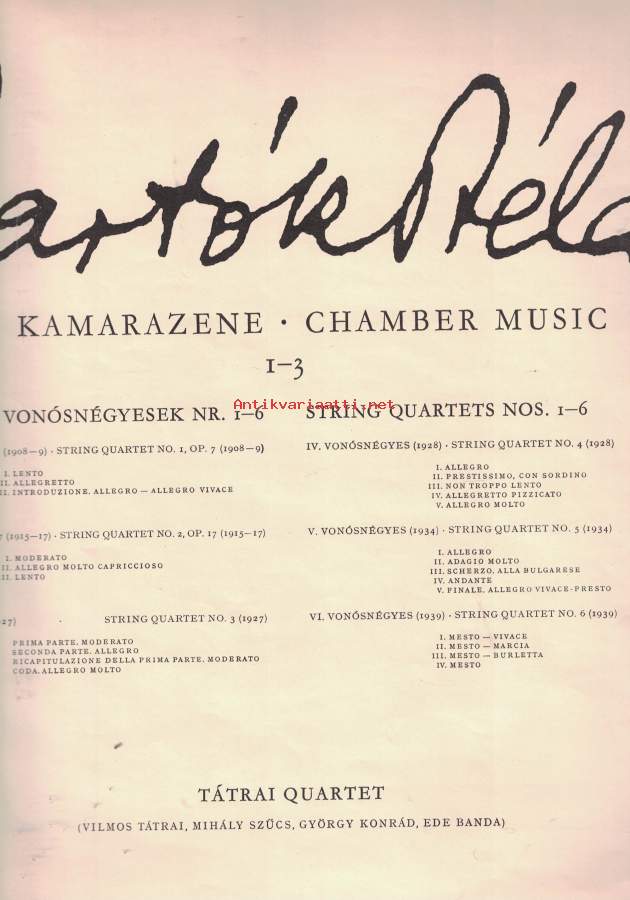 artók Béla
KAMARAZENE · CHAMBER MUSIC
1–3
Antikvariaatti.net
VONÓSNÉGYESEK NR. 1–6
(1908–9) · STRING QUARTET NO. 1, OP. 7 (1908–9)
I. LENTO
II. ALLEGRETTO
II. INTRODUZIONE. ALLEGRO — ALLEGRO VIVACE
7 (1915–17) · STRING QUARTET NO. 2, OP. 17 (1915–17)
I. MODERATO
II. ALLEGRO MOLTO CAPRICCIOSO
II. LENTO
27) · STRING QUARTET NO. 3 (1927)
PRIMA PARTE. MODERATO
SECONDA PARTE. ALLEGRO
RICAPITULAZIONE DELLA PRIMA PARTE. MODERATO
CODA. ALLEGRO MOLTO
STRING QUARTETS NOS. 1–6
IV. VONÓSNÉGYES (1928) · STRING QUARTET NO. 4 (1928)
I. ALLEGRO
II. PRESTISSIMO, CON SORDINO
III. NON TROPPO LENTO
IV. ALLEGRETTO PIZZICATO
V. ALLEGRO MOLTO
V. VONÓSNÉGYES (1934) · STRING QUARTET NO. 5 (1934)
I. ALLEGRO
II. ADAGIO MOLTO
III. SCHERZO. ALLA BULGARESE
IV. ANDANTE
V. FINALE. ALLEGRO VIVACE-PRESTO
VI. VONÓSNÉGYES (1939) · STRING QUARTET NO. 6 (1939)
I. MESTO — VIVACE
II. MESTO — MARCIA
III. MESTO — BURLETTA
IV. MESTO
TÁTRAI QUARTET
(VILMOS TÁTRAI, MIHÁLY SZŰCS, GYÖRGY KONRÁD, EDE BANDA)